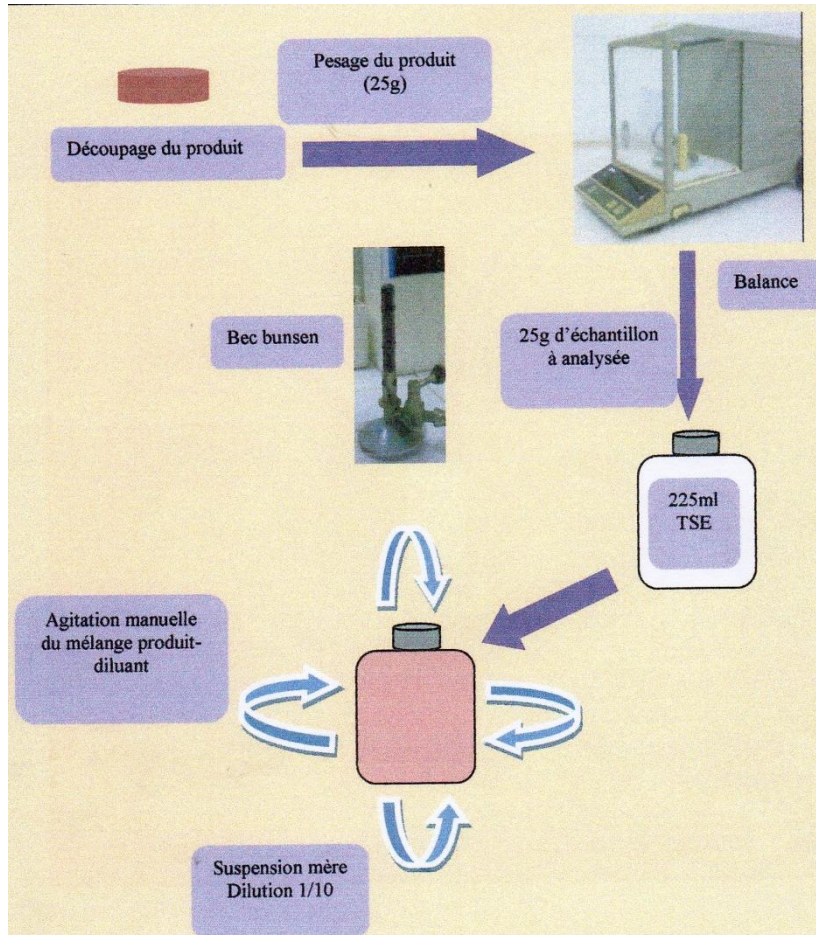 Pesage du produit
(25g)
Découpage du produit
Balance
Bec bunsen
25g d'échantillon
à analysée
225ml
TSE
Agitation manuelle
du mélange produit-
diluant
Suspension mère
Dilution 1/10